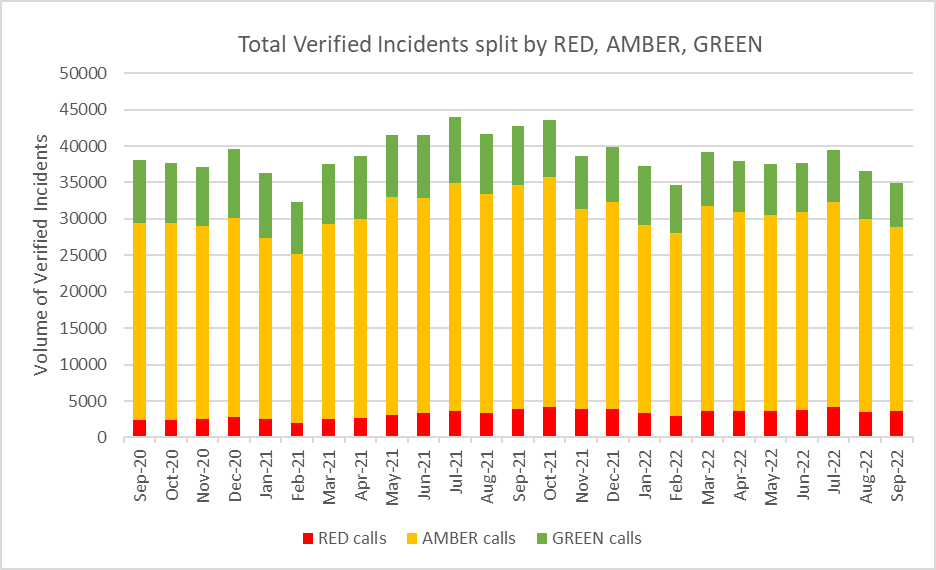 Total Verified Incidents split by RED, AMBER, GREEN
Volume of Verified Incidents
50000
45000
40000
35000
30000
25000
20000
15000
10000
5000
0
Sep-20
Oct-20
Nov-20
Dec-20
Jan-21
Feb-21
Mar-21
Apr-21
May-21
Jun-21
Jul-21
Aug-21
Sep-21
Oct-21
Nov-21
Dec-21
Jan-22
Feb-22
Mar-22
Apr-22
May-22
Jun-22
Jul-22
Aug-22
Sep-22
RED calls AMBER calls GREEN calls